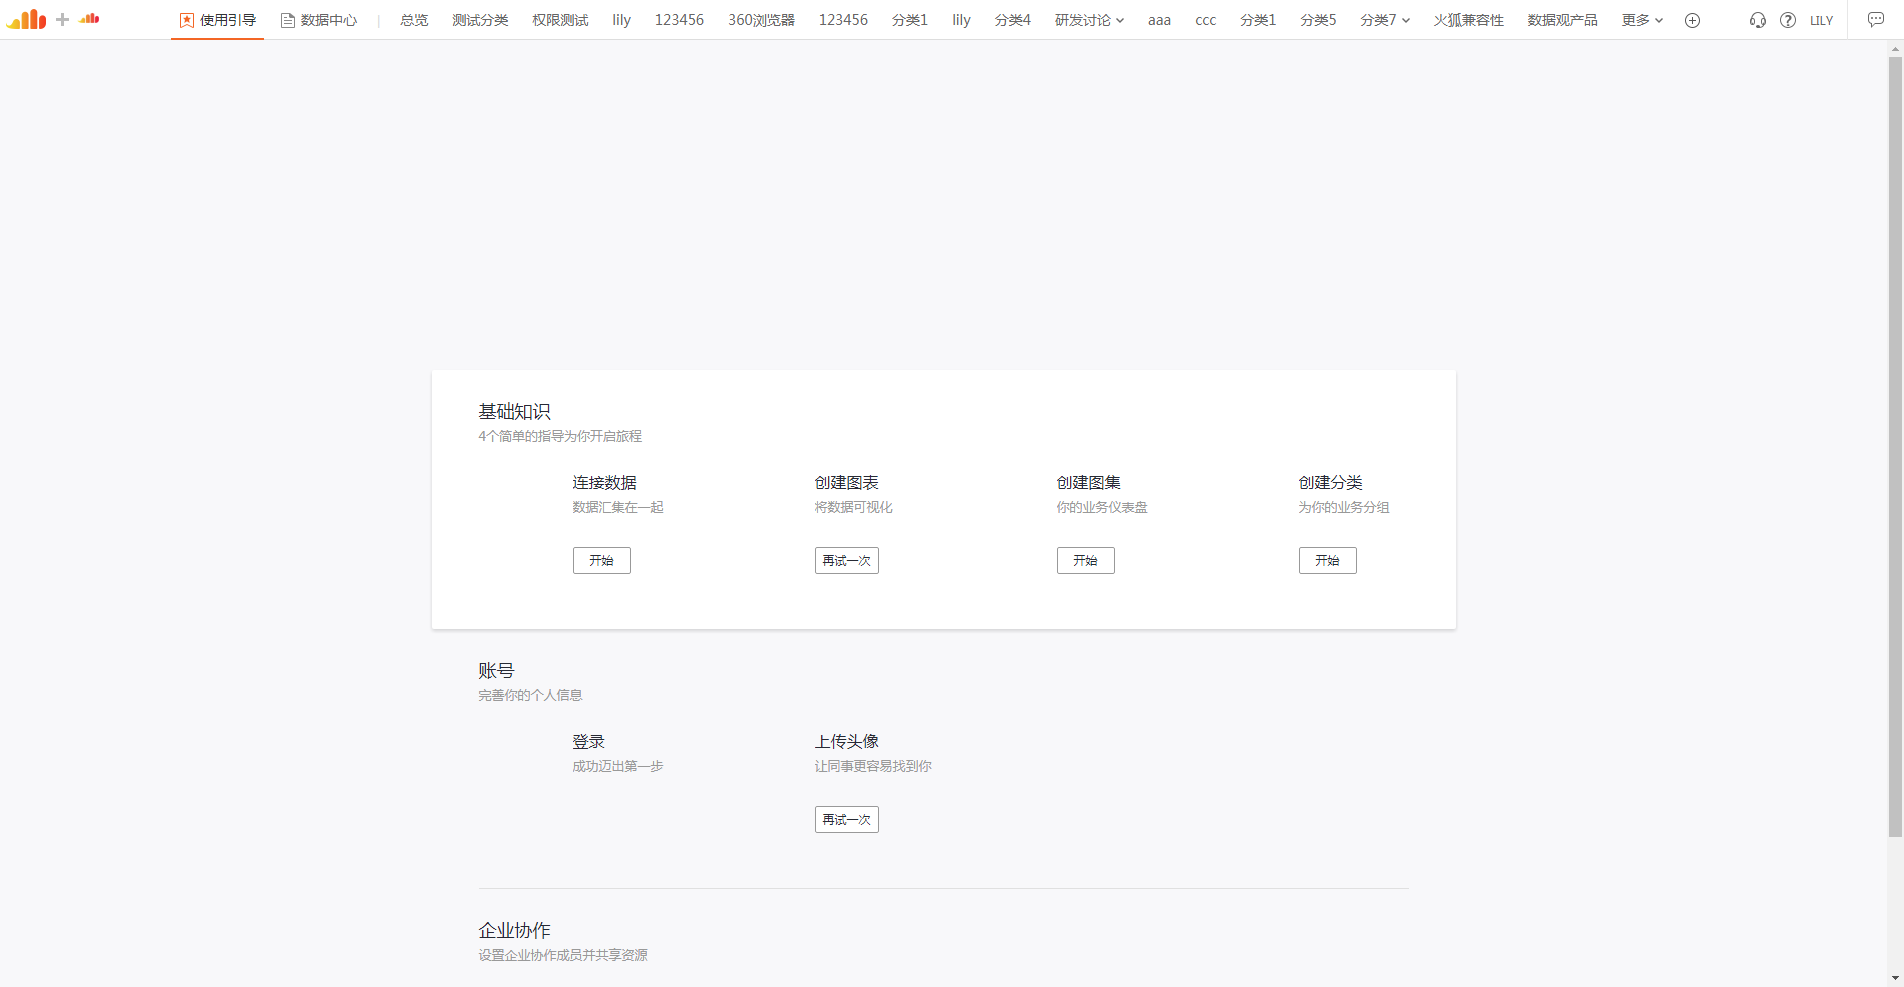 使用引导 数据中心 | 总览 测试分类 权限测试 lily 123456 360浏览器 123456 分类1 lily 分类4 研发讨论 aaa ccc 分类1 分类5 分类7 火狐兼容性 数据观产品 更多 LILY
基础知识
4个简单的指导为你开启旅程
连接数据 创建图表 创建图集 创建分类
数据汇集在一起 将数据可视化 你的业务仪表盘 为你的业务分组
开始 再试一次 开始 开始
账号
完善你的个人信息
登录 上传头像
成功迈出第一步 让同事更容易找到你
再试一次
企业协作
设置企业协作成员并共享资源